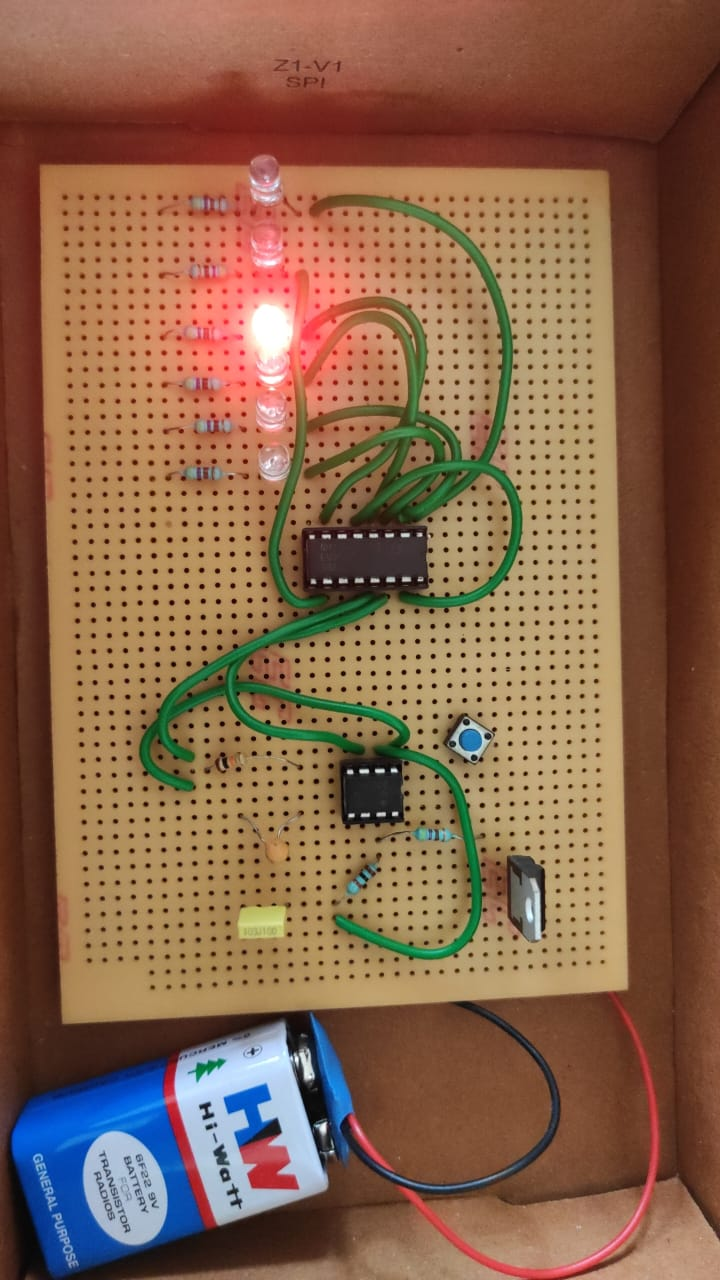 Z1-V1
SPI
103J100
HW
Hi-Watt
6F22 9V
BATTERY
FOR
TRANSISTOR
RADIOS
GENERAL PURPOSE